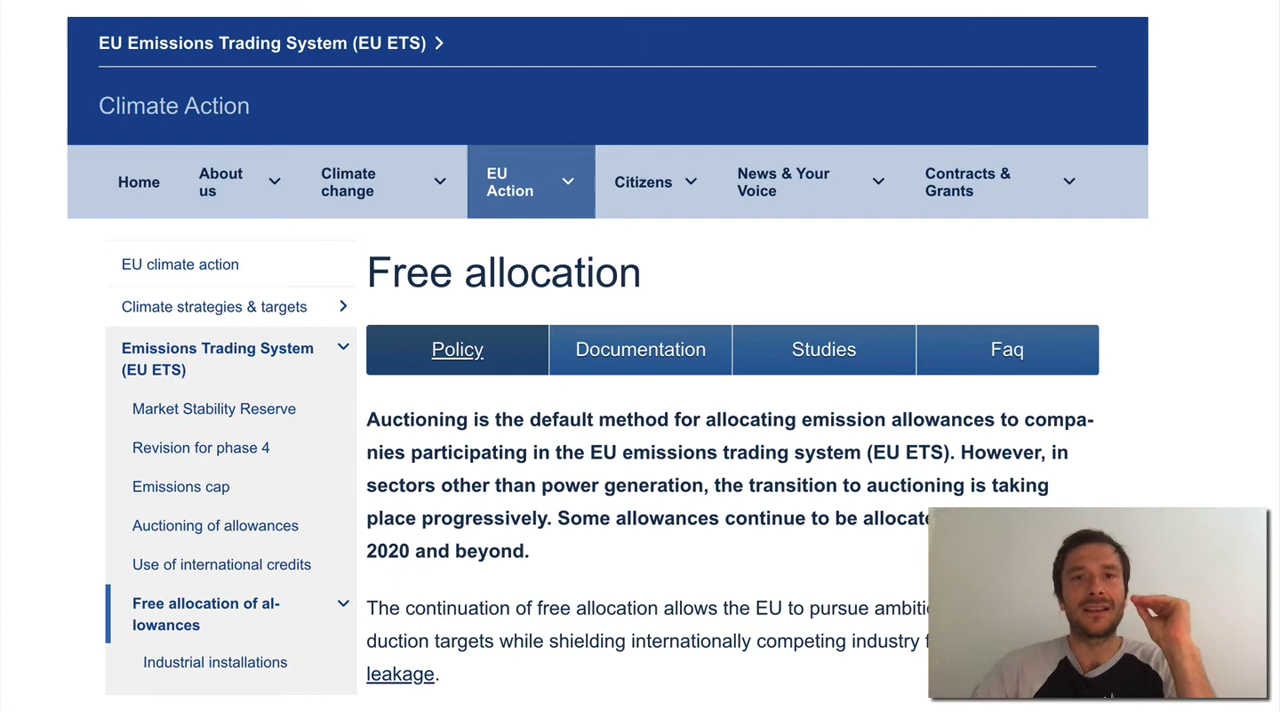 EU Emissions Trading System (EU ETS)
Climate Action
Home
About
us
Climate
change
EU
Action
Citizens
News & Your
Voice
Contracts &
Grants
EU climate action
Climate strategies & targets
Emissions Trading System
(EU ETS)
Market Stability Reserve
Revision for phase 4
Emissions cap
Auctioning of allowances
Use of international credits
Free allocation of al-
lowances
Industrial installations
Free allocation
Policy
Documentation
Studies
Faq
Auctioning is the default method for allocating emission allowances to compa-
nies participating in the EU emissions trading system (EU ETS). However, in
sectors other than power generation, the transition to auctioning is taking
place progressively. Some allowances continue to be
2020 and beyond.
The continuation of free allocation allows the EU to pursue
duction targets while shielding internationally competing industry
leakage.